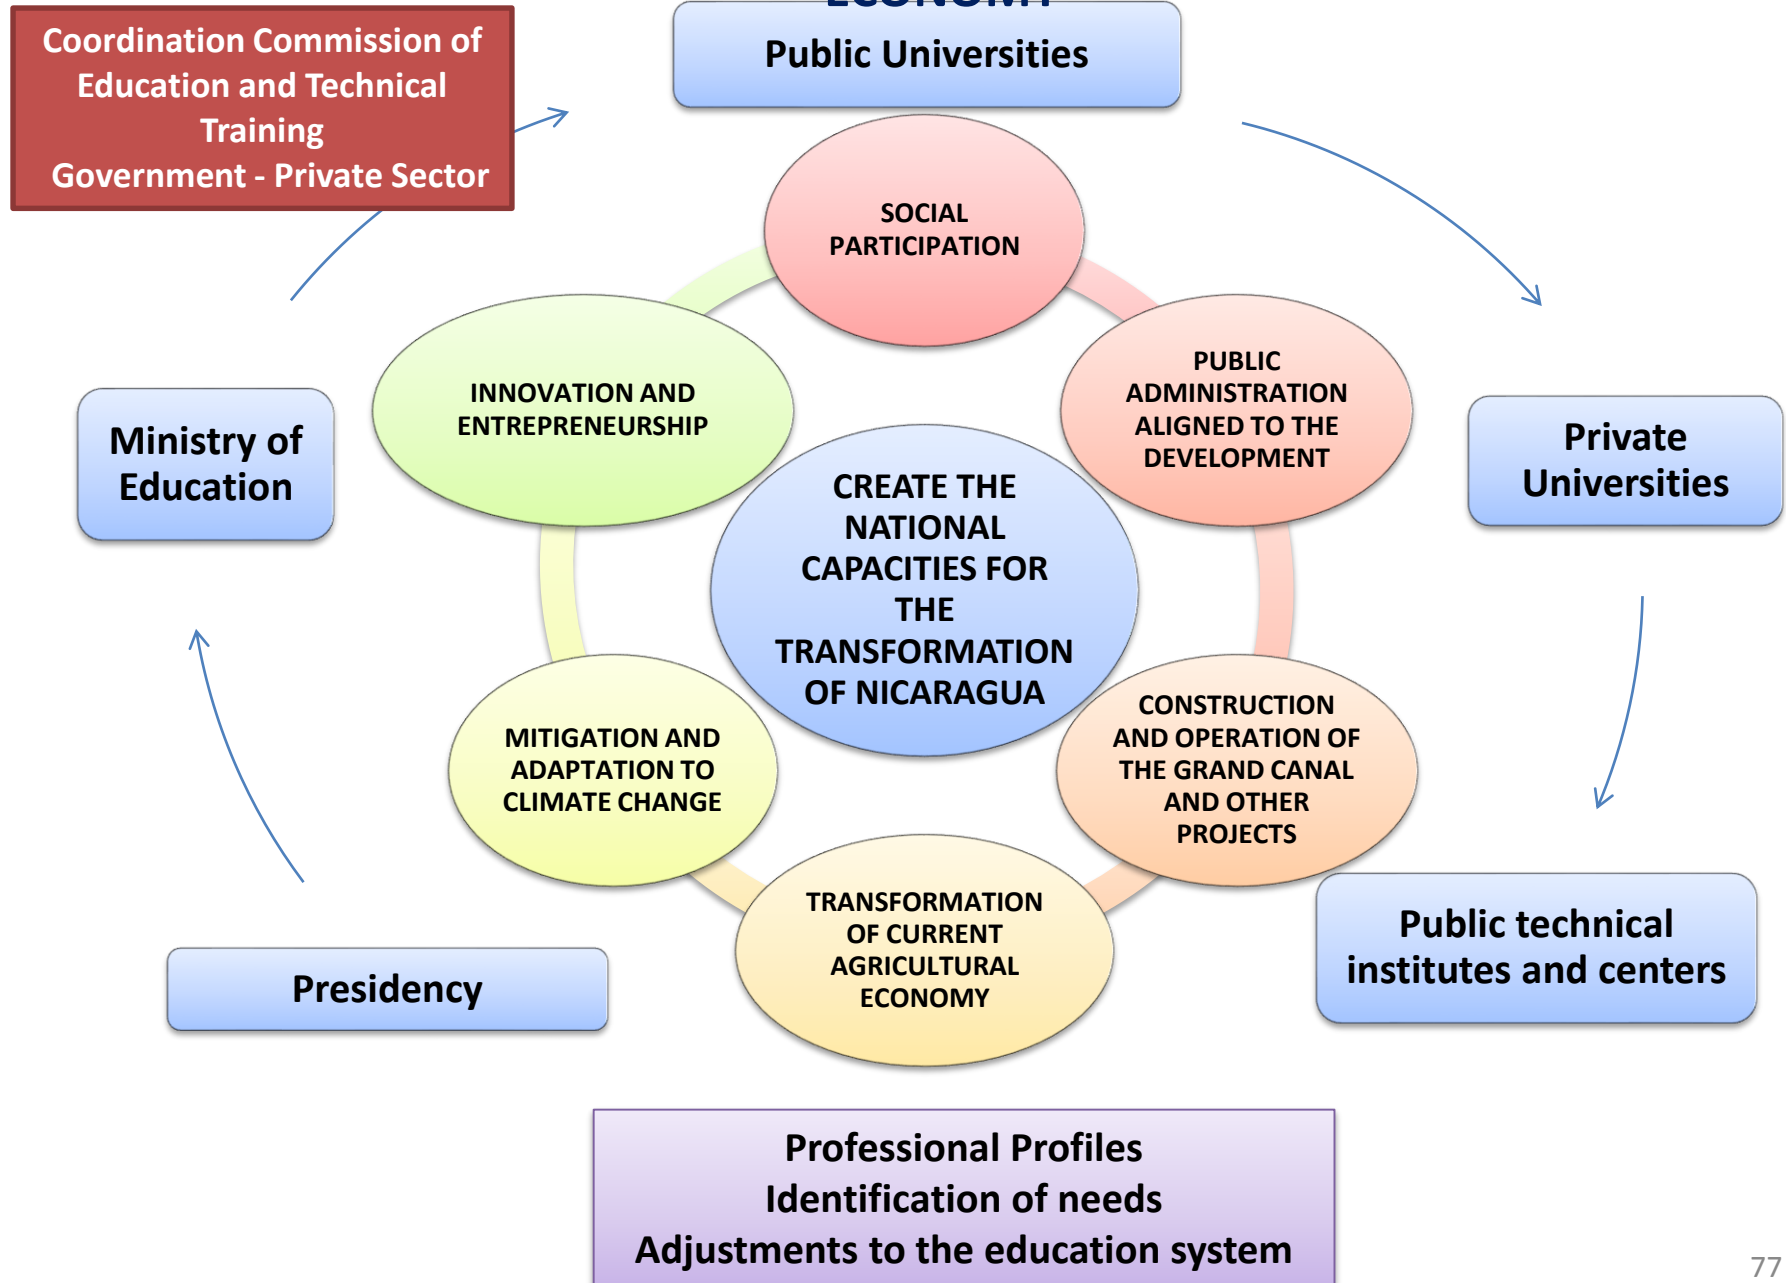 ECONOMY
Coordination Commission of
Education and Technical
Training
Government - Private Sector
Public Universities
SOCIAL
PARTICIPATION
INNOVATION AND
ENTREPRENEURSHIP
PUBLIC
ADMINISTRATION
ALIGNED TO THE
DEVELOPMENT
Ministry of
Education
Private
Universities
CREATE THE
NATIONAL
CAPACITIES FOR
THE
TRANSFORMATION
OF NICARAGUA
MITIGATION AND
ADAPTATION TO
CLIMATE CHANGE
CONSTRUCTION
AND OPERATION OF
THE GRAND CANAL
AND OTHER
PROJECTS
TRANSFORMATION
OF CURRENT
AGRICULTURAL
ECONOMY
Presidency
Public technical
institutes and centers
Professional Profiles
Identification of needs
Adjustments to the education system
77